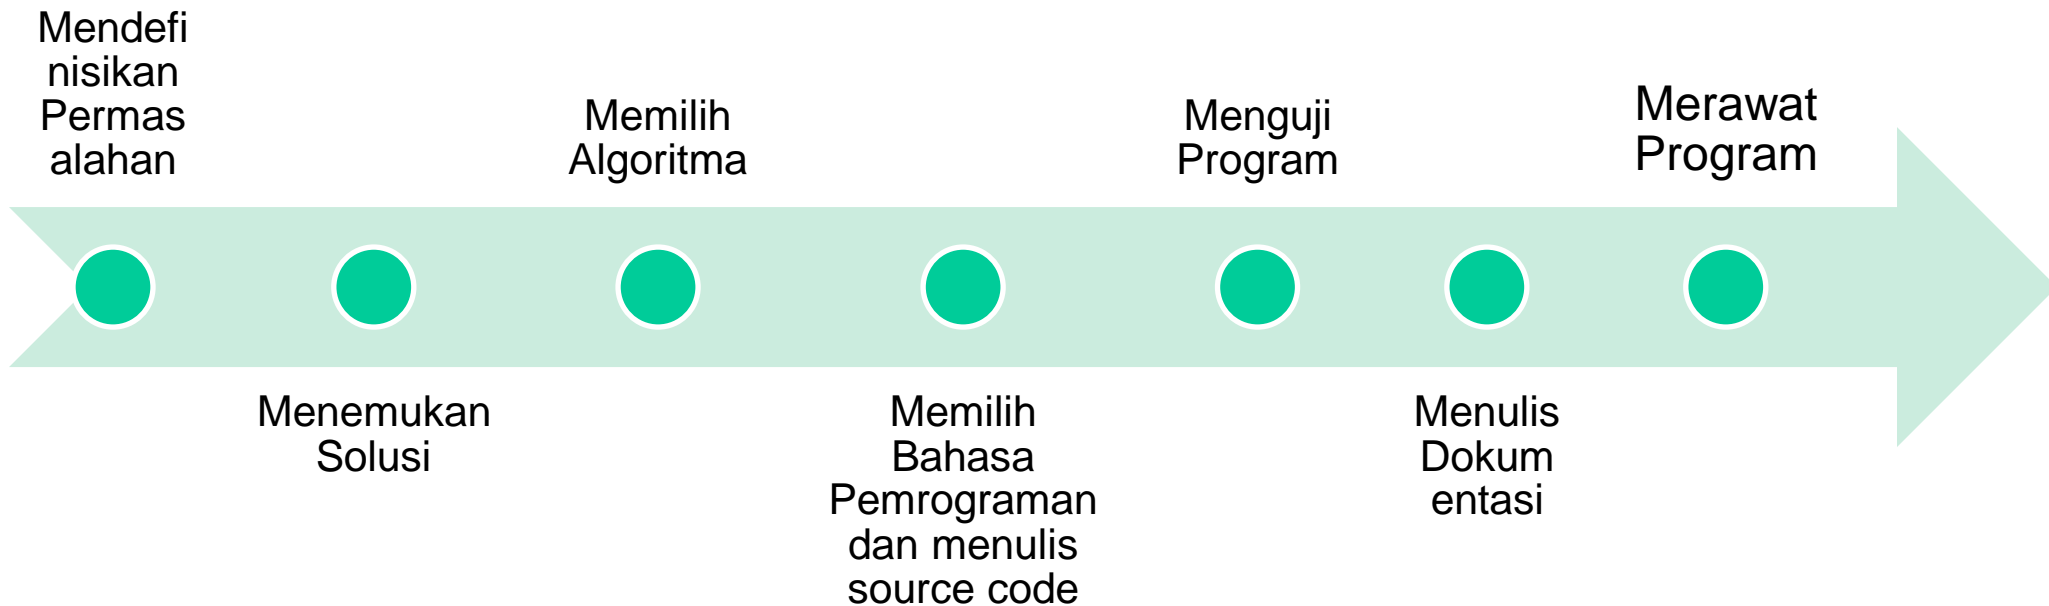 Mendefi
nisikan
Permas
alahan
Menemukan
Solusi
Memilih
Algoritma
Memilih
Bahasa
Pemrograman
dan menulis
source code
Menguji
Program
Menulis
Dokum
entasi
Merawat
Program